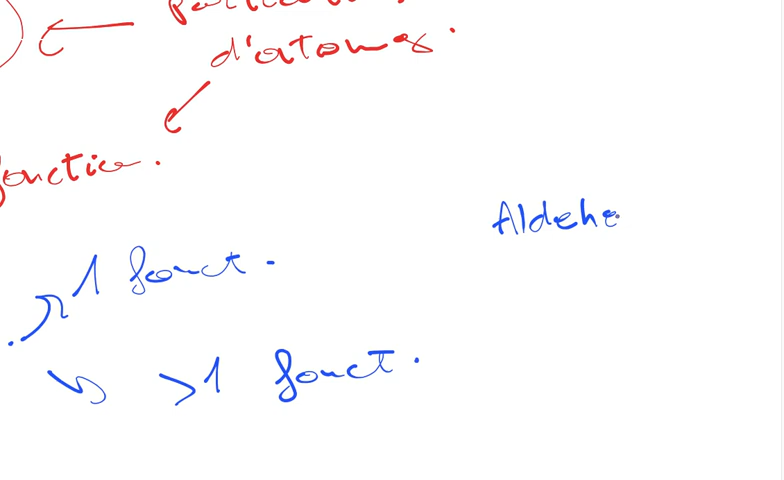 d'atomes.
fonction.
1 fonct.
>1 fonct.
Aldehe